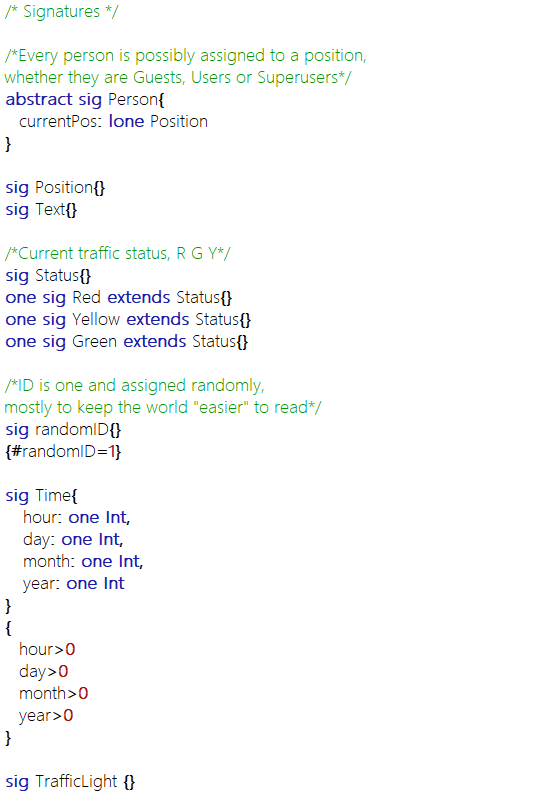 /* Signatures */

/*Every person is possibly assigned to a position,
whether they are Guests, Users or Superusers*/
abstract sig Person{
   currentPos: lone Position
}

sig Position{}
sig Text{}

/*Current traffic status, R G Y*/
sig Status{}
one sig Red extends Status{}
one sig Yellow extends Status{}
one sig Green extends Status{}

/*ID is one and assigned randomly,
mostly to keep the world "easier" to read*/
sig randomID{}
{#randomID=1}

sig Time{
   hour: one Int,
   day: one Int,
   month: one Int,
   year: one Int
}
{
   hour>0
   day>0
   month>0
   year>0
}

sig TrafficLight {}